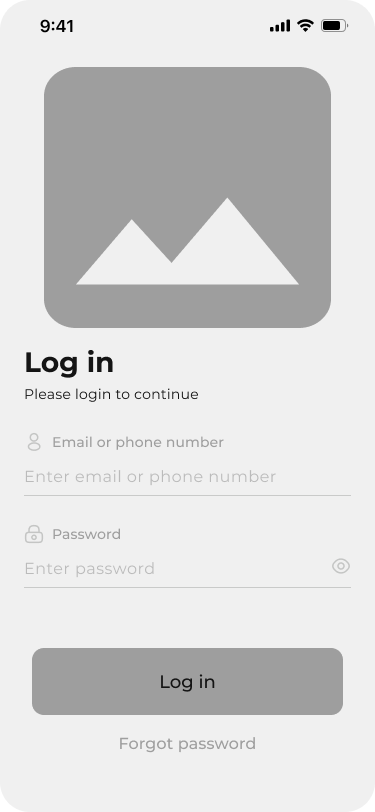 9:41
Log in
Please login to continue
Email or phone number
Enter email or phone number
Password
Enter password
Log in
Forgot password